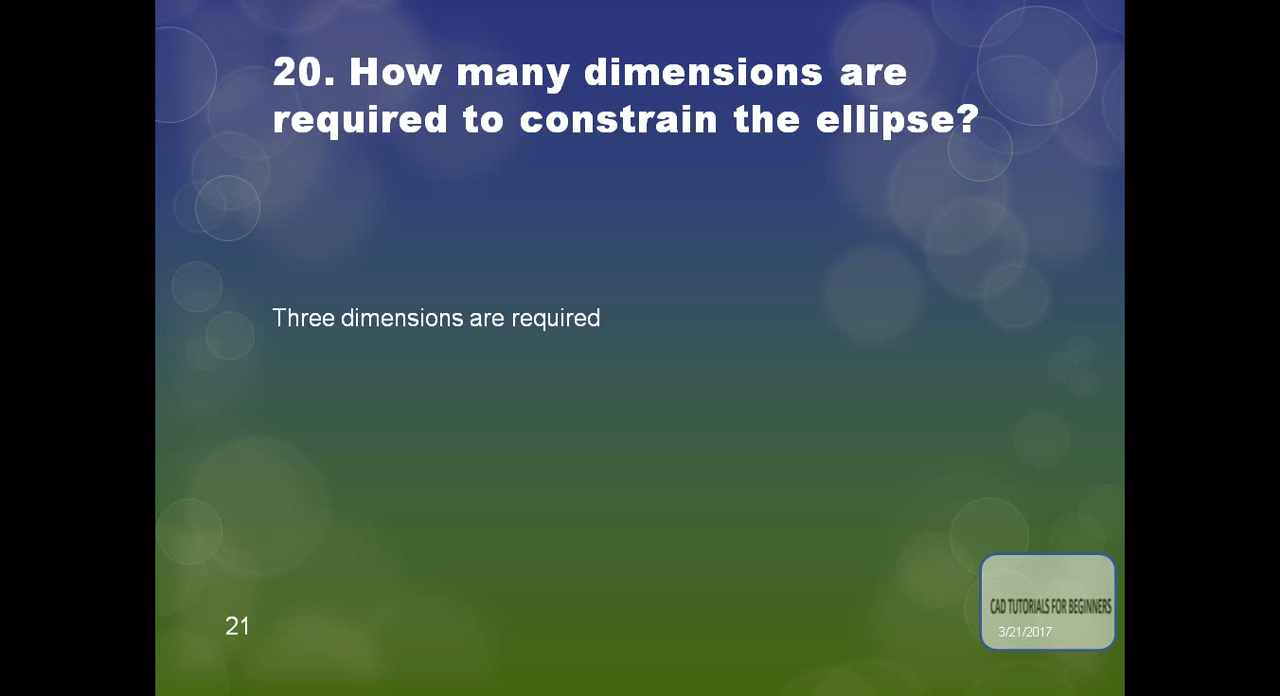 20. How many dimensions are
required to constrain the ellipse?
Three dimensions are required
21
CAD TUTORIALS FOR BEGINNERS
3/21/2017